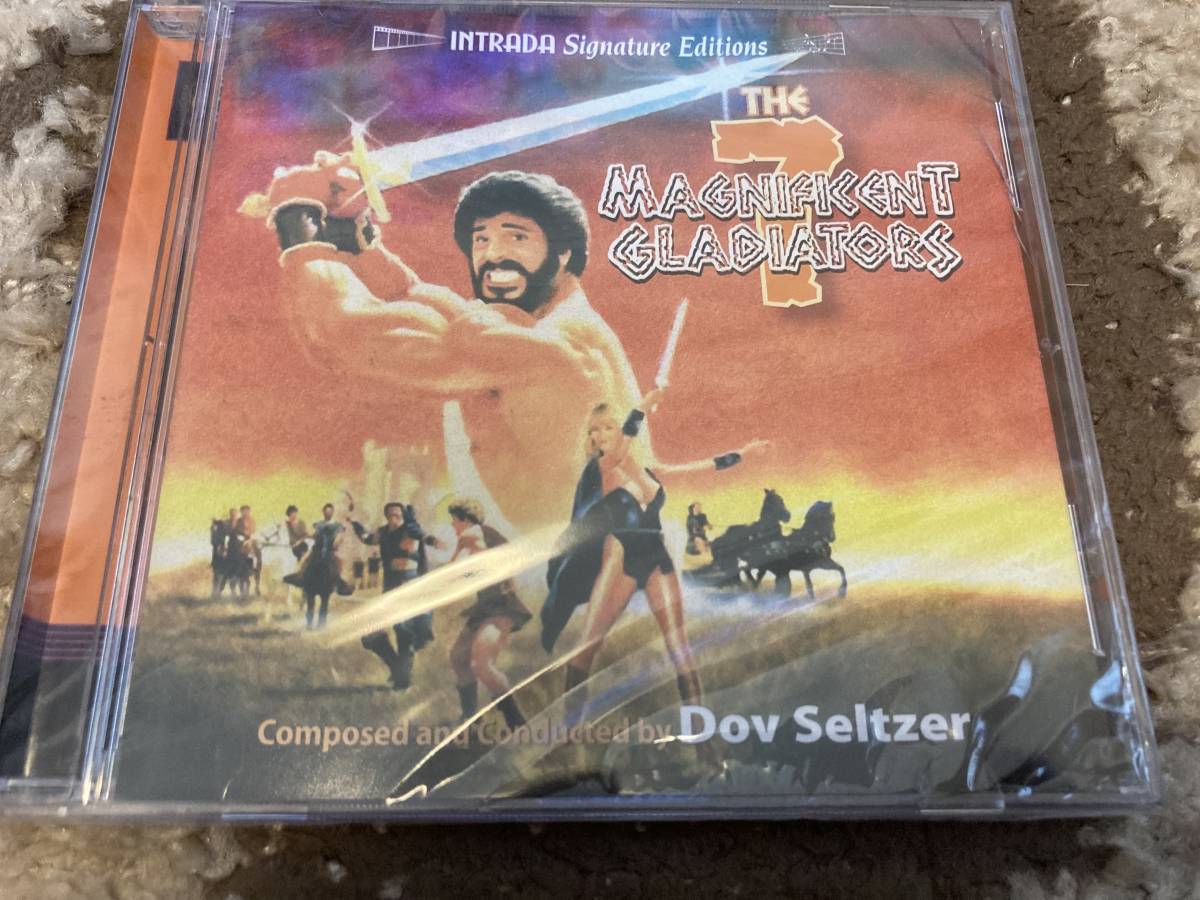 INTRADA Signature Editions
THE
7
MAGNIFICENT
GLADIATORS
Composed and Conducted by Dov Seltzer